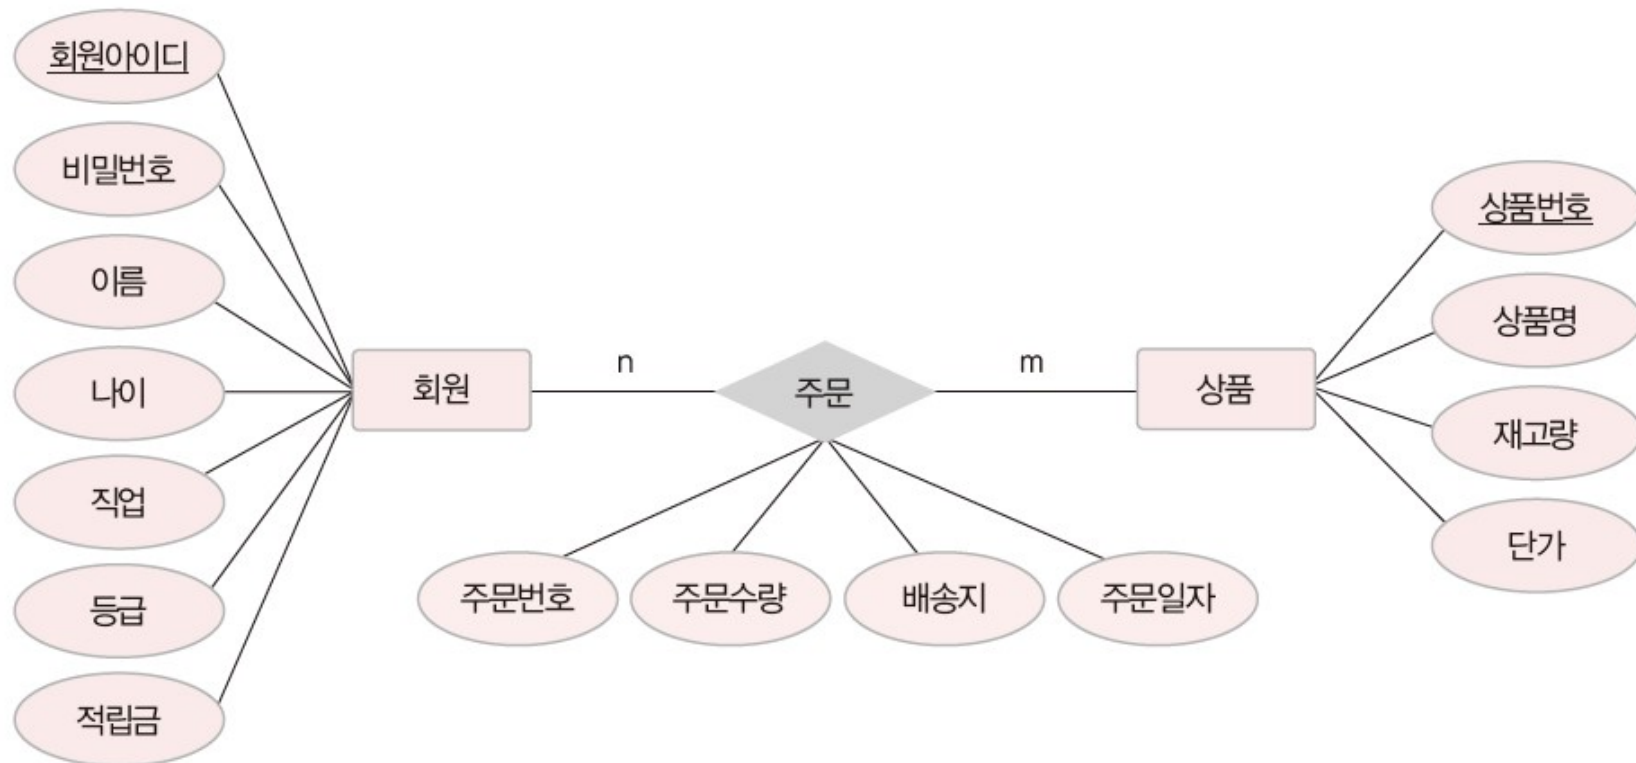 회원아이디
비밀번호
이름
나이
직업
등급
적립금
회원
n
주문
m
상품
주문번호
주문수량
배송지
주문일자
상품번호
상품명
재고량
단가